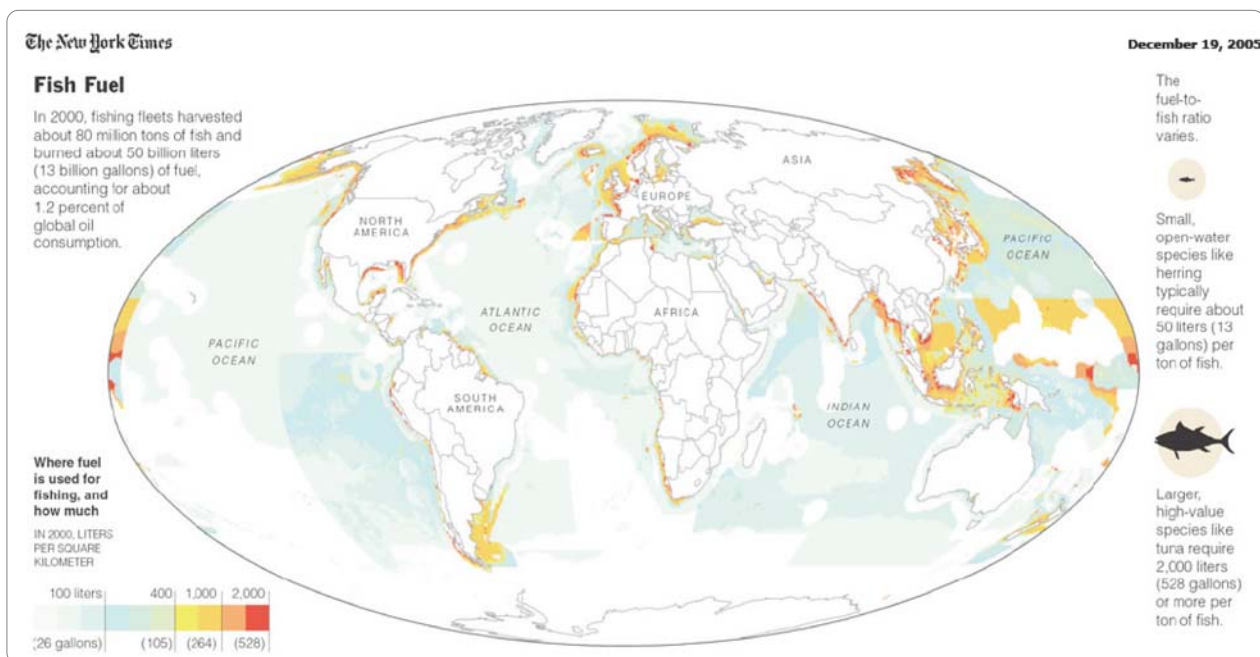 The New York Times
December 19, 2005
Fish Fuel
In 2000, fishing fleets harvested
about 80 million tons of fish and
burned about 50 billion liters
(13 billion gallons) of fuel,
accounting for about
1.2 percent of
global oil
consumption.
The
fuel-to-
fish ratio
varies.
Small,
open-water
species like
herring
typically
require about
50 liters (13
gallons) per
ton of fish.
Larger,
high-value
species like
tuna require
2,000 liters
(528 gallons)
or more per
ton of fish.
ASIA
EUROPE
NORTH
AMERICA
PACIFIC
OCEAN
ATLANTIC
OCEAN
AFRICA
PACIFIC
OCEAN
SOUTH
AMERICA
INDIAN
OCEAN
Where fuel
is used for
fishing, and
how much
IN 2000, LITERS
PER SQUARE
KILOMETER
100 liters 400 1,000 2,000
(26 gallons) (105) (264) (528)